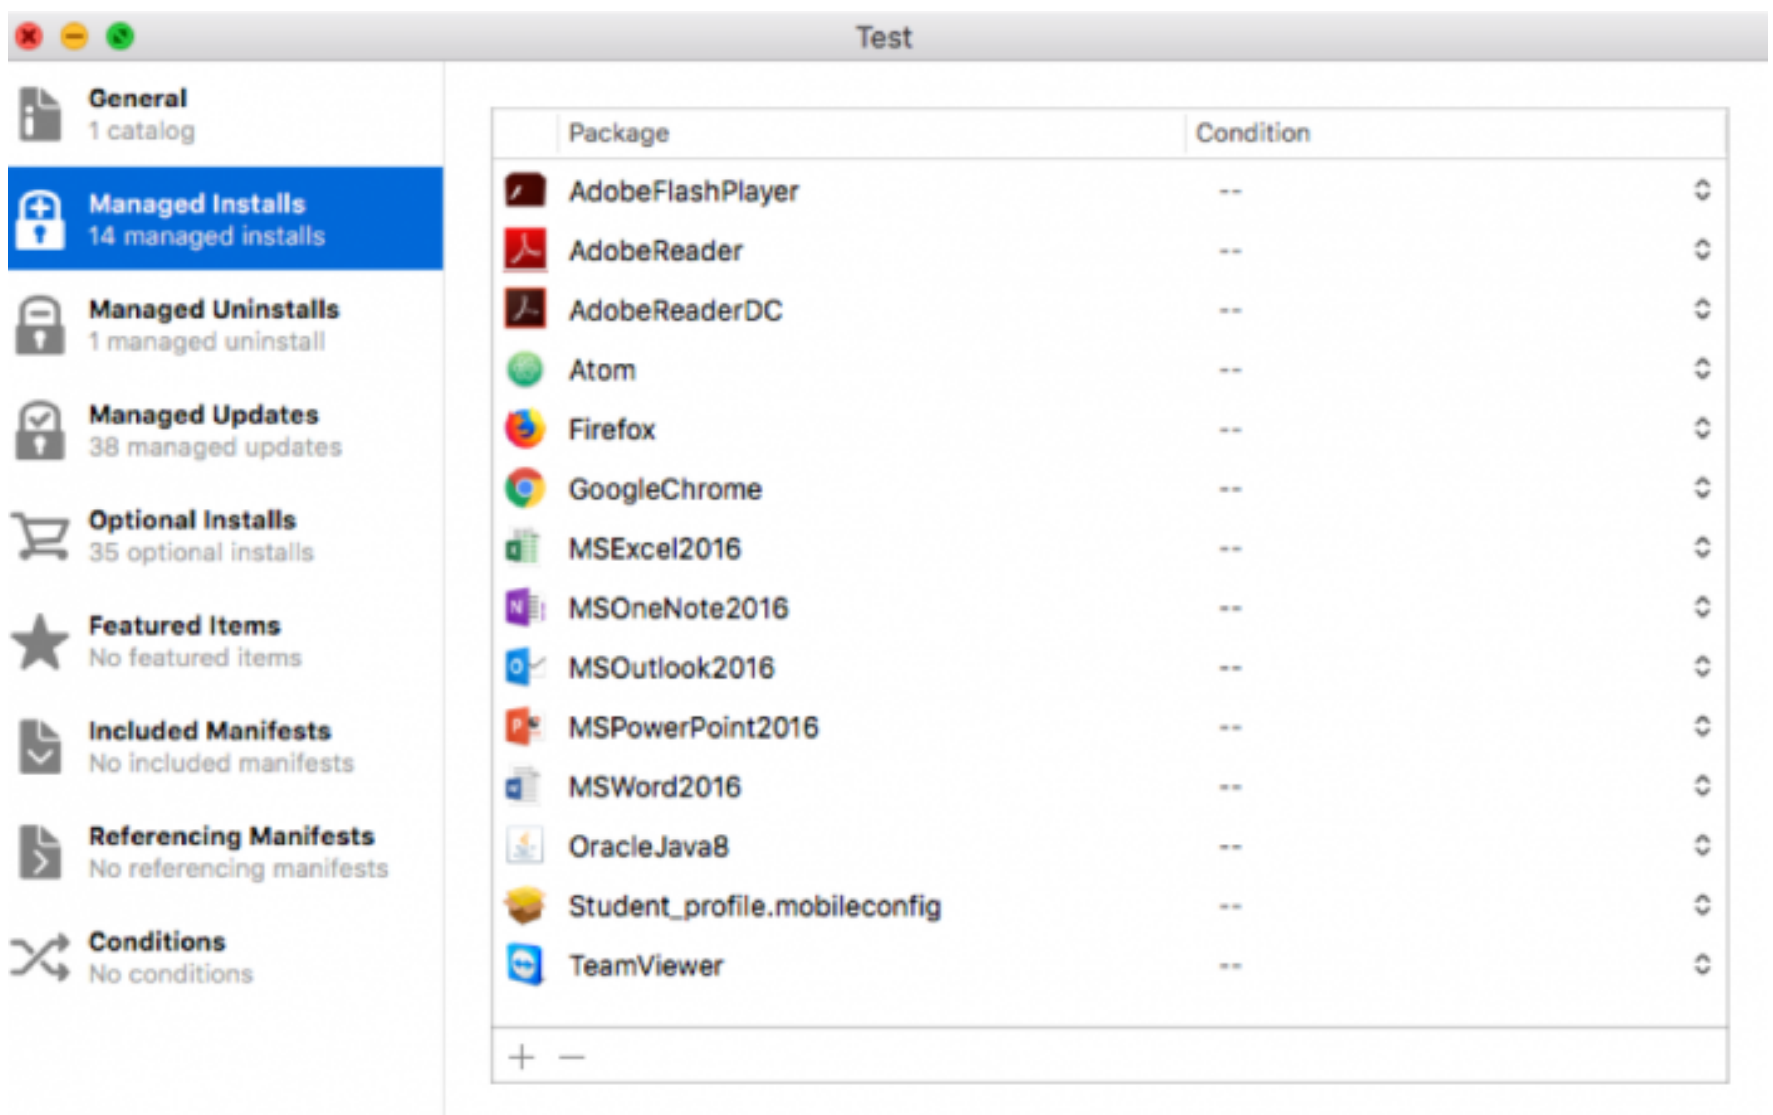 Test
General
1 catalog
Managed Installs
14 managed installs
Managed Uninstalls
1 managed uninstall
Managed Updates
38 managed updates
Optional Installs
35 optional installs
Featured Items
No featured items
Included Manifests
No included manifests
Referencing Manifests
No referencing manifests
Conditions
No conditions
Package Condition
AdobeFlashPlayer --
AdobeReader --
AdobeReaderDC --
Atom --
Firefox --
GoogleChrome --
MSExcel2016 --
MSOneNote2016 --
MSOutlook2016 --
MSPowerPoint2016 --
MSWord2016 --
OracleJava8 --
Student_profile.mobileconfig --
TeamViewer --